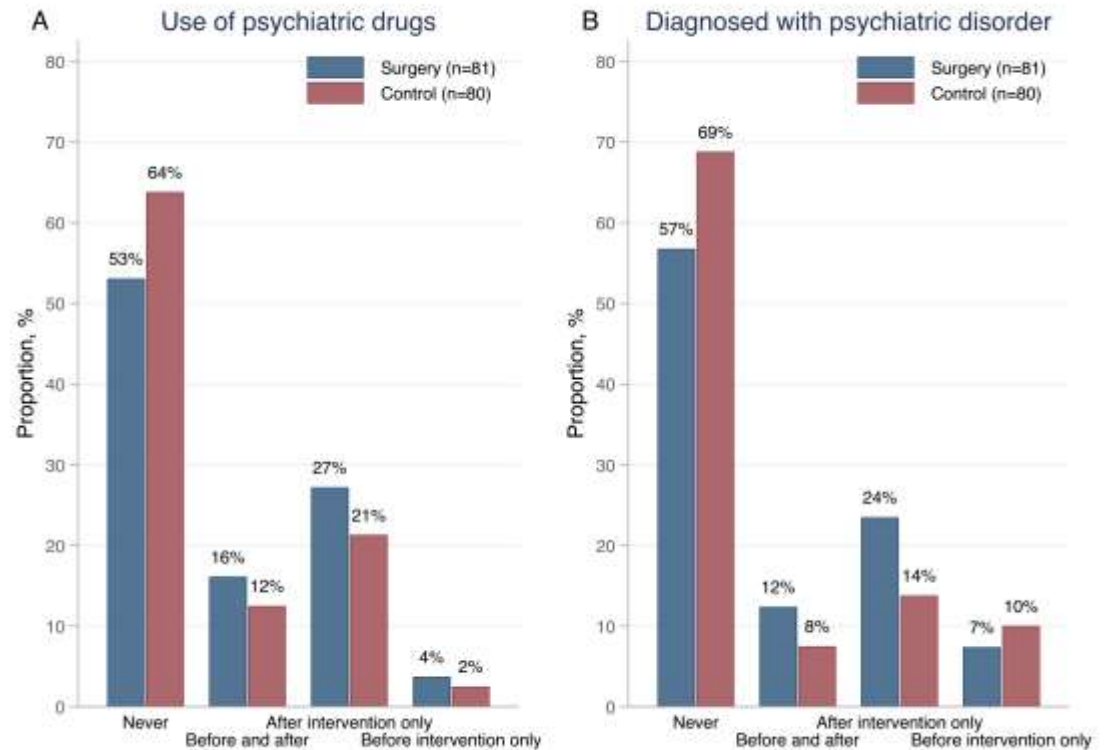 A Use of psychiatric drugs
Surgery (n=81)
Control (n=80)
Proportion, %
80
70
60
50
40
30
20
10
0
53%
64%
16%
12%
27%
21%
4%
2%
Never
Before and after
After intervention only
Before intervention only
B Diagnosed with psychiatric disorder
Surgery (n=81)
Control (n=80)
Proportion, %
80
70
60
50
40
30
20
10
0
57%
69%
12%
8%
24%
14%
7%
10%
Never
Before and after
After intervention only
Before intervention only